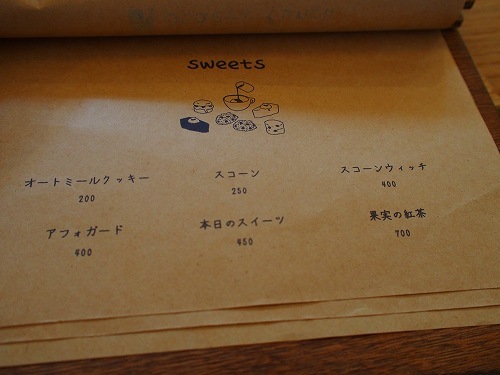 sweets
オートミールクッキー
200
スコーン
250
スコーンウィッチ
400
アフォガード
400
本日のスイーツ
450
果実の紅茶
700